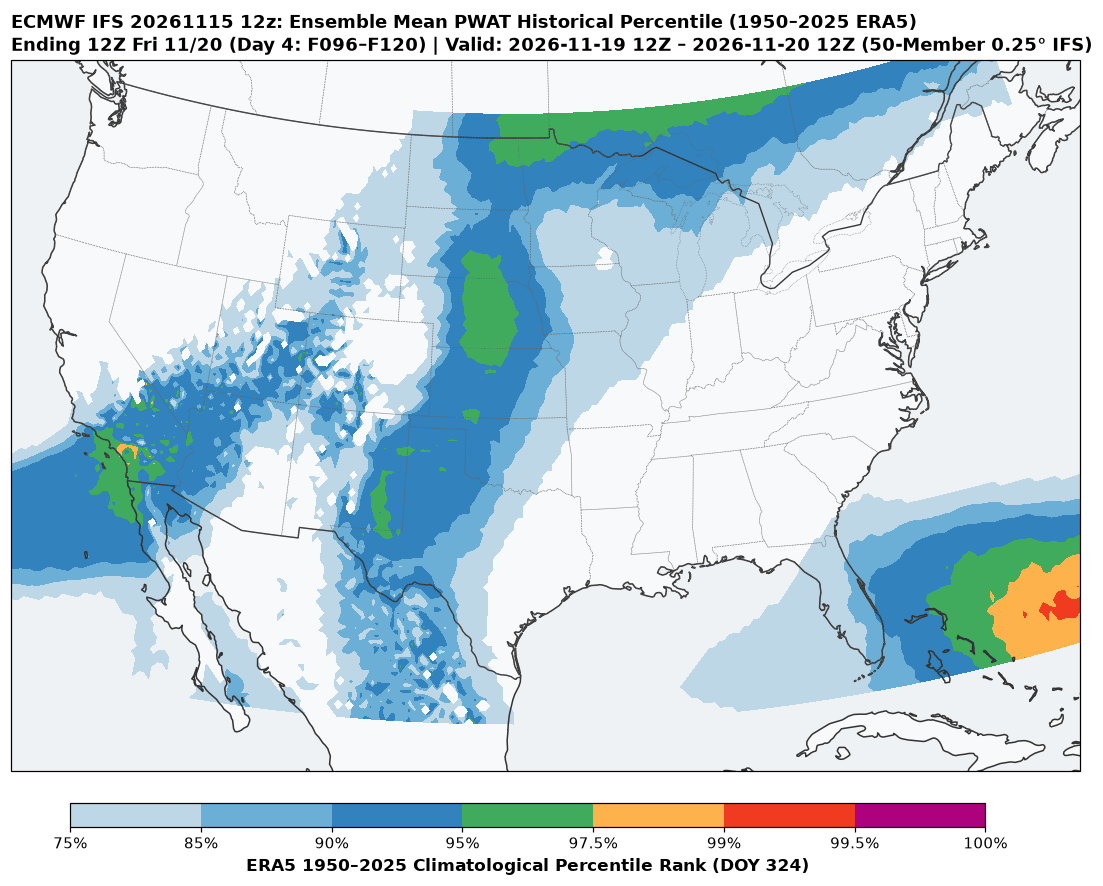 ECMWF IFS 20261115 12z: Ensemble Mean PWAT Historical Percentile (1950–2025 ERA5)
Ending 12Z Fri 11/20 (Day 4: F096–F120) | Valid: 2026-11-19 12Z – 2026-11-20 12Z (50-Member 0.25° IFS)
75% 85% 90% 95% 97.5% 99% 99.5% 100%
ERA5 1950–2025 Climatological Percentile Rank (DOY 324)